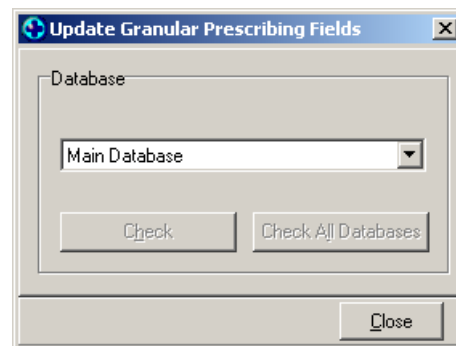 Update Granular Prescribing Fields
Database
Main Database
Check
Check All Databases
Close